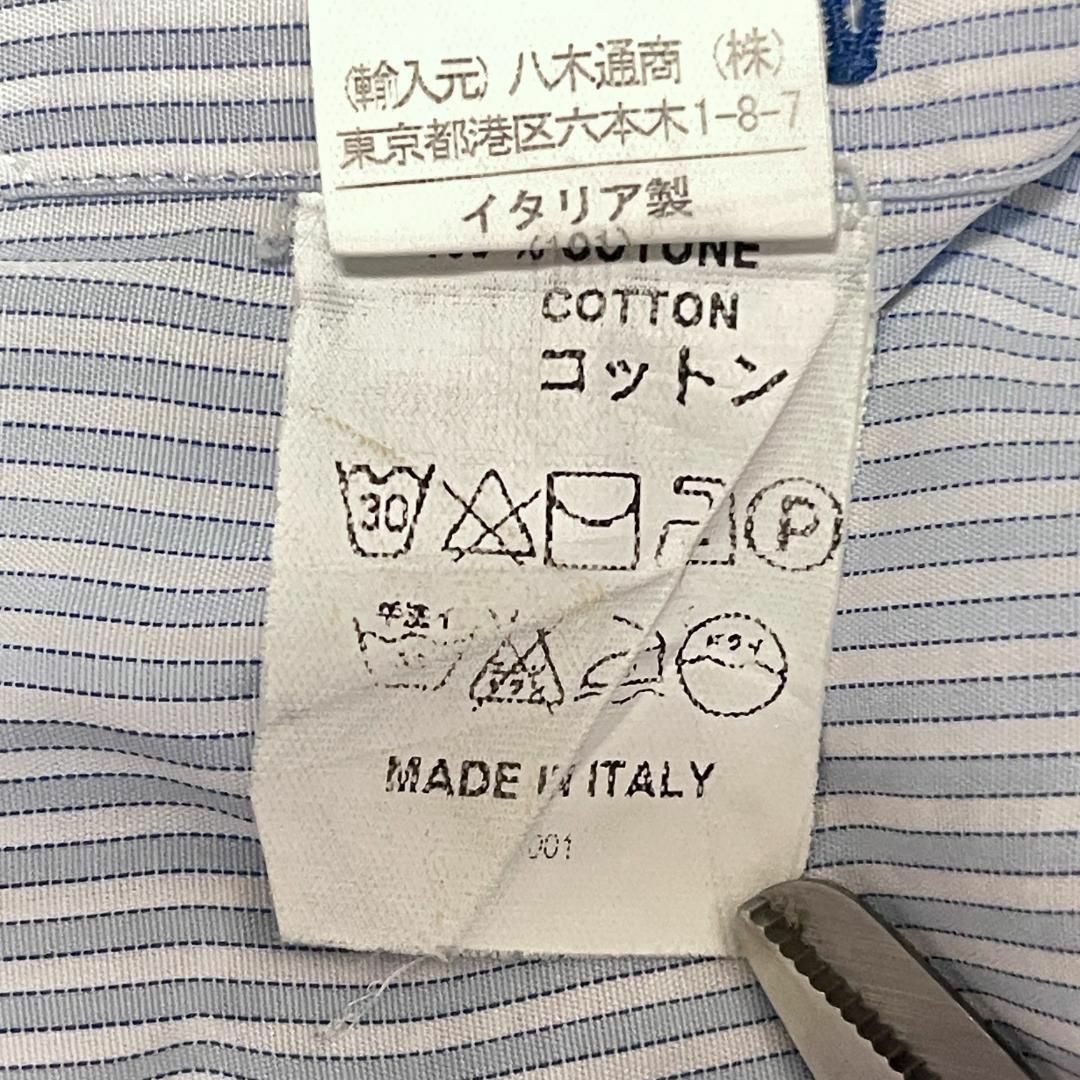 (輸入元) 八木通商 (株)
東京都港区六本木1-8-7
イタリア製
COTONE
COTTON
コットン
30
P
ドライ
MADE IN ITALY
001